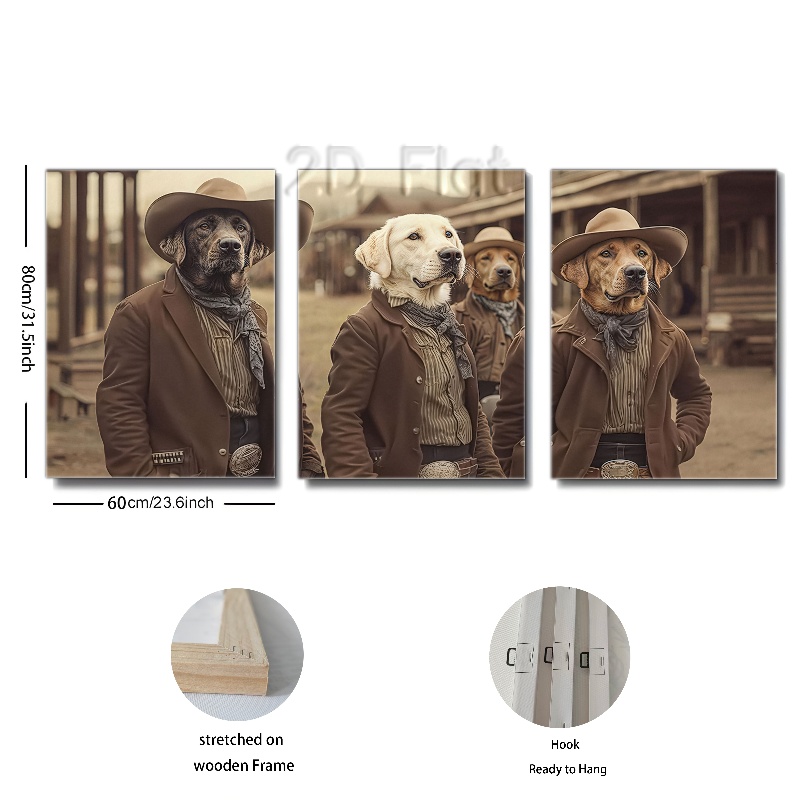 2D Flat
80cm/31.5inch
60cm/23.6inch
stretched on
wooden Frame
Hook
Ready to Hang